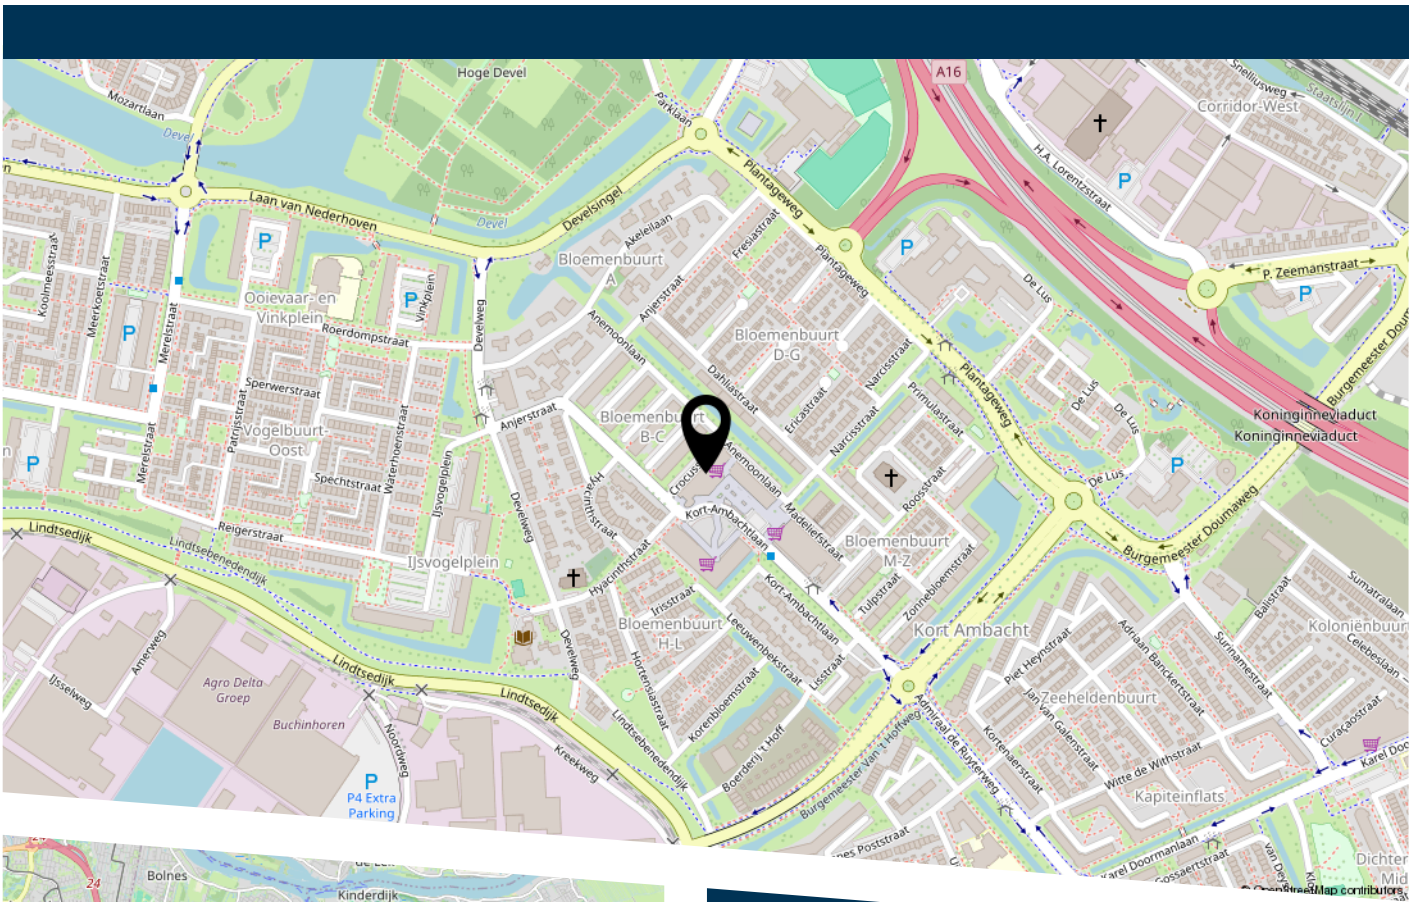 Hoge Devel
A16
Snelliusweg
Staatslijn I
Corridor-West
Mozartlaan
Parklaan
Devel
H.A. Lorentzstraat
P
Plantageweg
Laan van Nederhoven
Develsingel
Devel
Akeleilaan
Fresiastraat
Bloemenbuurt
A
Plantageweg
P
P
P. Zeemanstraat
P
Koolmeesstraat
Meerkoetstraat
De Lus
Anjerstraat
Ooievaar- en
Vinkplein
P
Vinkplein
P
Merelstraat
Roerdompstraat
Develweg
Anemoonlaan
Bloemenbuurt
D-G
Narcisstraat
Burgemeester Doumaweg
Plantageweg
Dahliastraat
Sperwerstraat
Primulastraat
De Lus
De Lus
Patrijsstraat
Anjerstraat
Ericastraat
Bloemenbuurt
B-C
Koninginneviaduct
Koninginneviaduct
Vogelbuurt-
Oost
Waterhoenstraat
Narcisstraat
Merelstraat
P
Anemoonlaan
P
IJsvogelplein
Spechtstraat
Hyacinthstraat
De Lus
Roosstraat
Develweg
Kort-Ambachtlaan
Madeliefstraat
Lindtsedijk
Reigerstraat
Lindtsebenedendijk
Bloemenbuurt
M-Z
Burgemeester Doumaweg
IJsvogelplein
Hyacinthstraat
Sumatralaan
Balistraat
Irisstraat
Kort-Ambachtlaan
Tulpstraat
Zonnebloemstraat
Bloemenbuurt
H-L
Leeuwenbekstraat
Kort Ambacht
Koloniënbuur
Celebeslaan
Amerweg
Develweg
Piet Heynstraat
Adriaan Banckertstraat
Surinamestraat
Lindtsedijk
Hortensiastraat
Lisstraat
IJsselweg
Agro Delta
Groep
Lindtsedijk
Korenbloemstraat
Zeeheldenbuurt
Buchinhoren
Jan van Galenstraat
Admiraal de Ruyterweg
Curaçaostraat
Noordweg
Lindtsebenedendijk
Boerderij 't Hoff
Kortenaerstraat
Witte de Withstraat
Kreekweg
Burgemeester Van 't Hoffweg
Karel Doo
P
P4 Extra
Parking
Kapiteinflats
nes Poststraat
Karel Doormanlaan
Gossaertstraat
Dichter
Mid
© OpenStreetMap contributors.
24
Bolnes
Kinderdijk